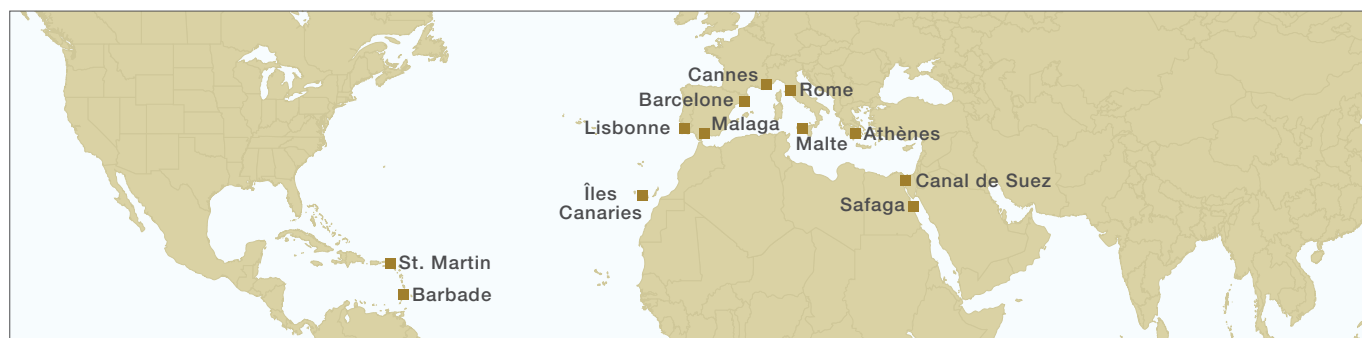 Cannes
Rome
Barcelone
Lisbonne
Malaga
Malte
Athènes
Canal de Suez
Îles
Canaries
Safaga
St. Martin
Barbade